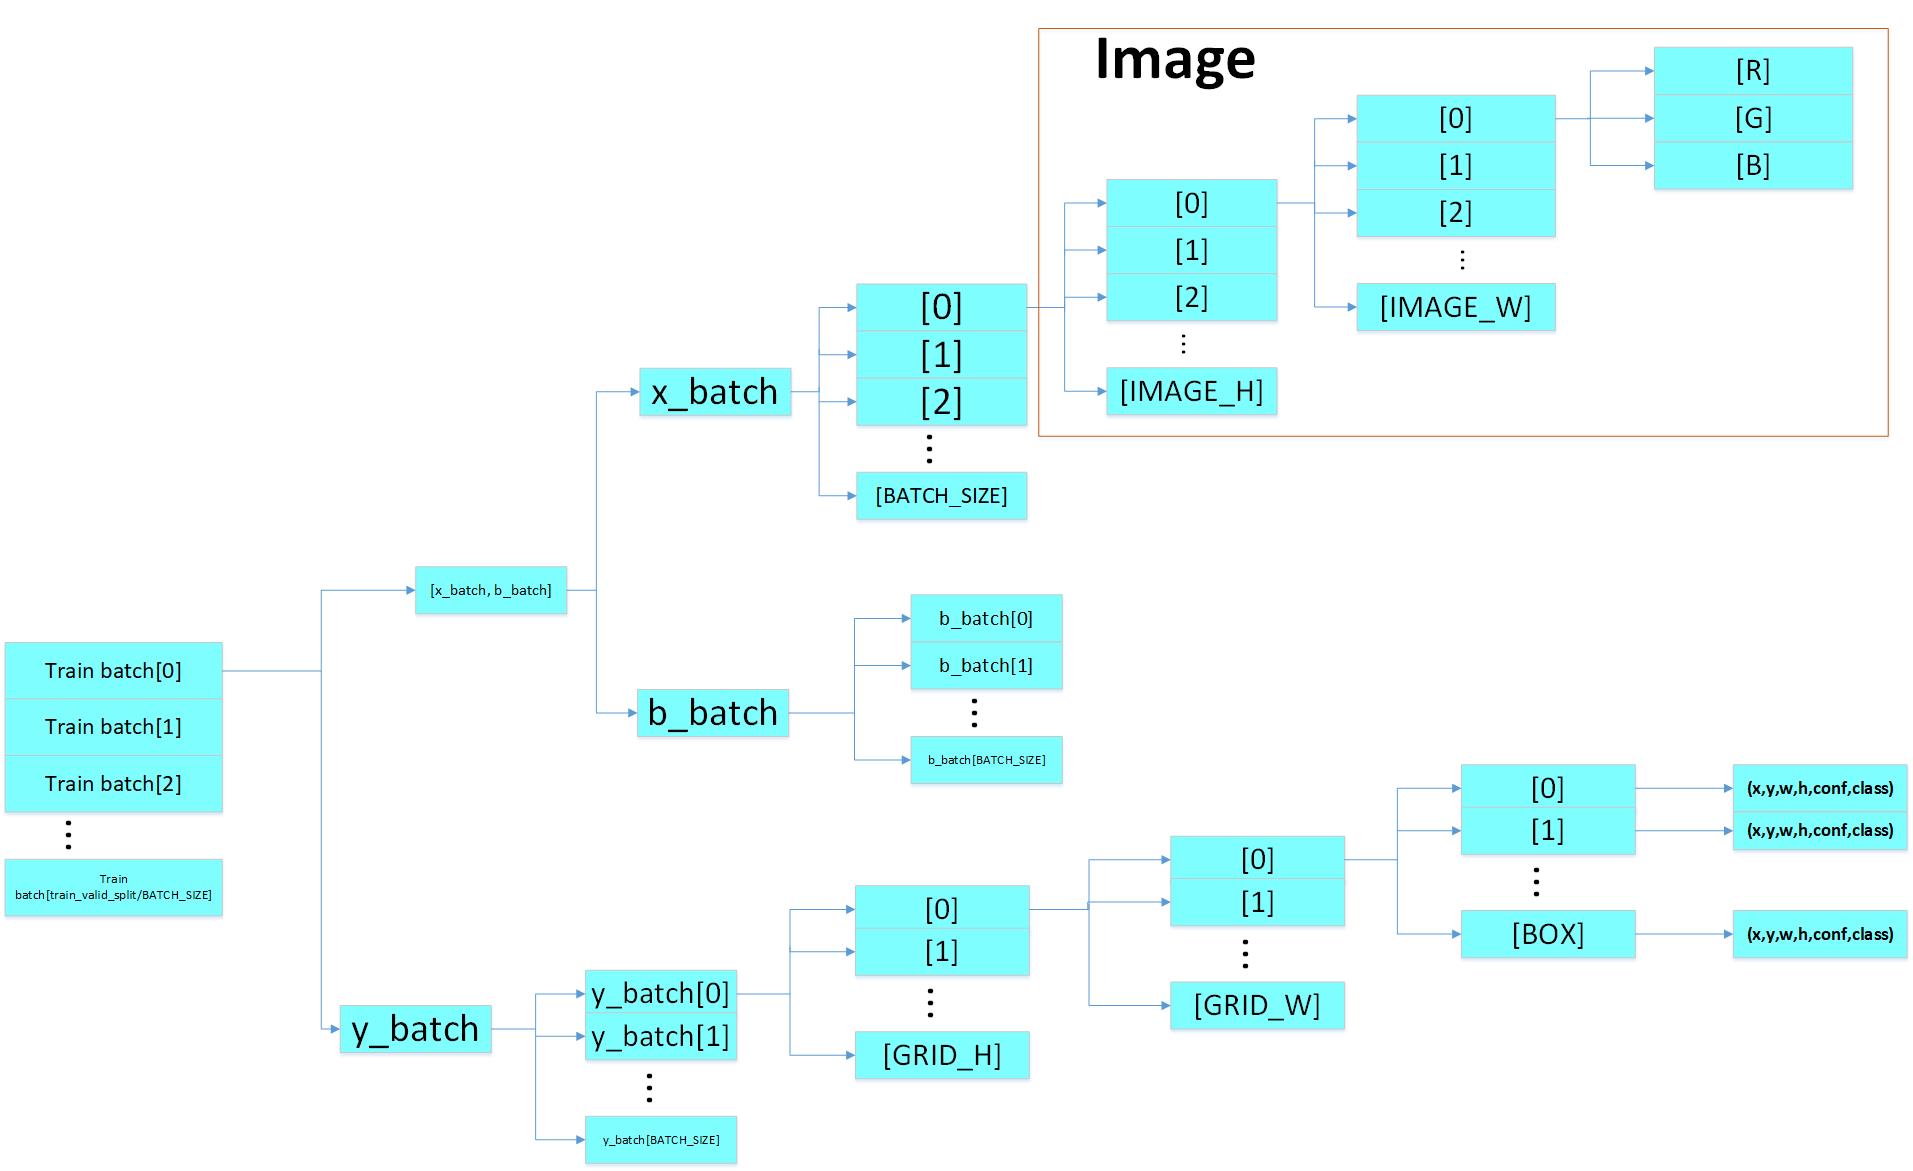 Image
[R]
[G]
[B]
[0]
[1]
[2]
⋮
[IMAGE_W]
[0]
[1]
[2]
⋮
[IMAGE_H]
x_batch
[0]
[1]
[2]
⋮
[BATCH_SIZE]
[x_batch, b_batch]
b_batch
b_batch[0]
b_batch[1]
⋮
b_batch[BATCH_SIZE]
Train batch[0]
Train batch[1]
Train batch[2]
⋮
Train
batch[train_valid_split/BATCH_SIZE]
y_batch
y_batch[0]
y_batch[1]
⋮
y_batch[BATCH_SIZE]
[0]
[1]
⋮
[GRID_H]
[0]
[1]
⋮
[GRID_W]
[0]
[1]
⋮
[BOX]
(x,y,w,h,conf,class)
(x,y,w,h,conf,class)
(x,y,w,h,conf,class)